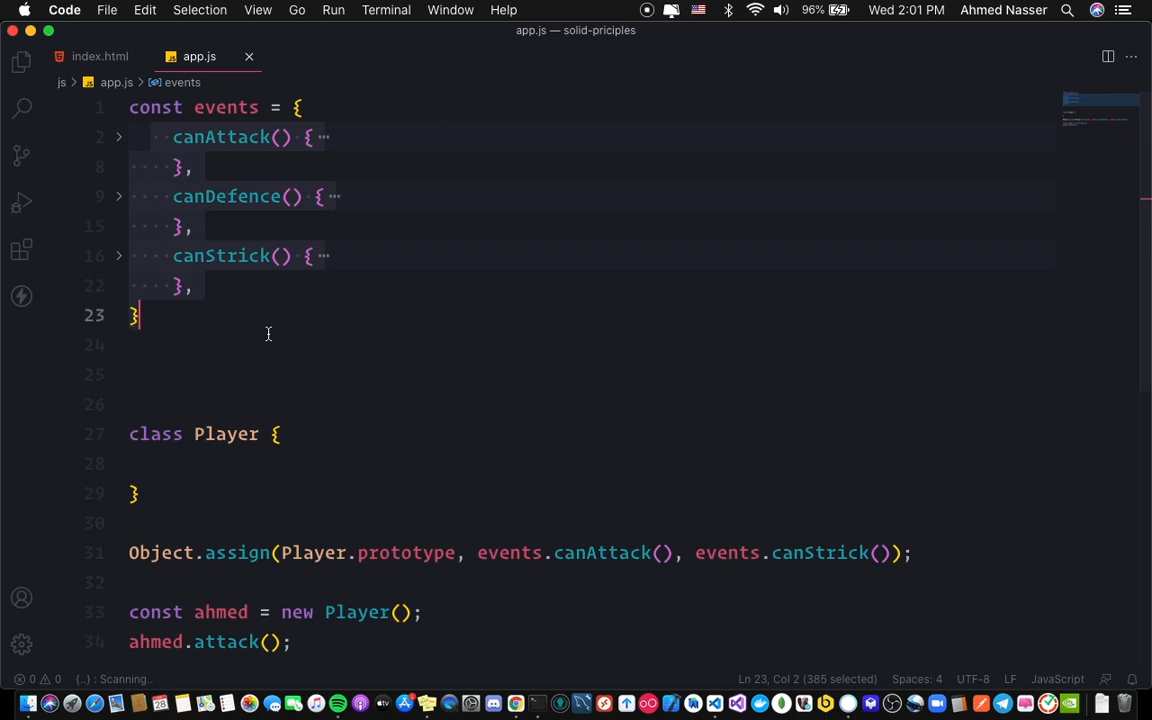 Code File Edit Selection View Go Run Terminal Window Help 96% Wed 2:01 PM Ahmed Nasser
app.js — solid-priciples
index.html app.js
js > app.js > events
1 const events = {
2 canAttack() {
8 },
9 canDefence() {
15 },
16 canStrick() {
22 },
23 }
24
25
26
27 class Player {
28
29 }
30
31 Object.assign(Player.prototype, events.canAttack(), events.canStrick());
32
33 const ahmed = new Player();
34 ahmed.attack();
0 0 {..} : Scanning.. Ln 23, Col 2 (385 selected) Spaces: 4 UTF-8 LF JavaScript